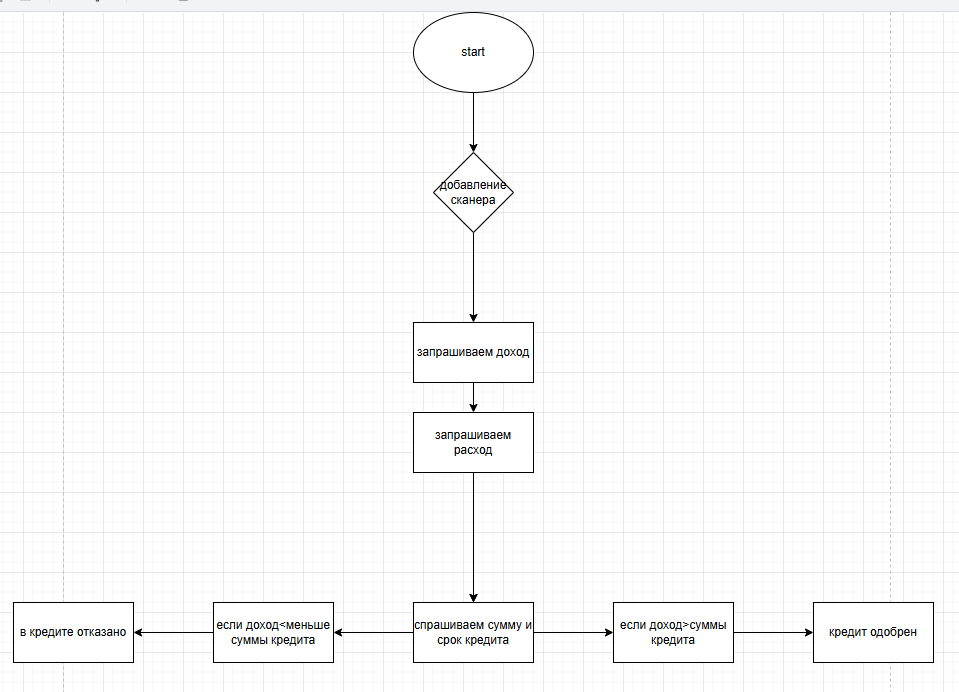 start
добавление
сканера
запрашиваем доход
запрашиваем
расход
в кредите отказано
если доход<меньше
суммы кредита
спрашиваем сумму и
срок кредита
если доход>суммы
кредита
кредит одобрен